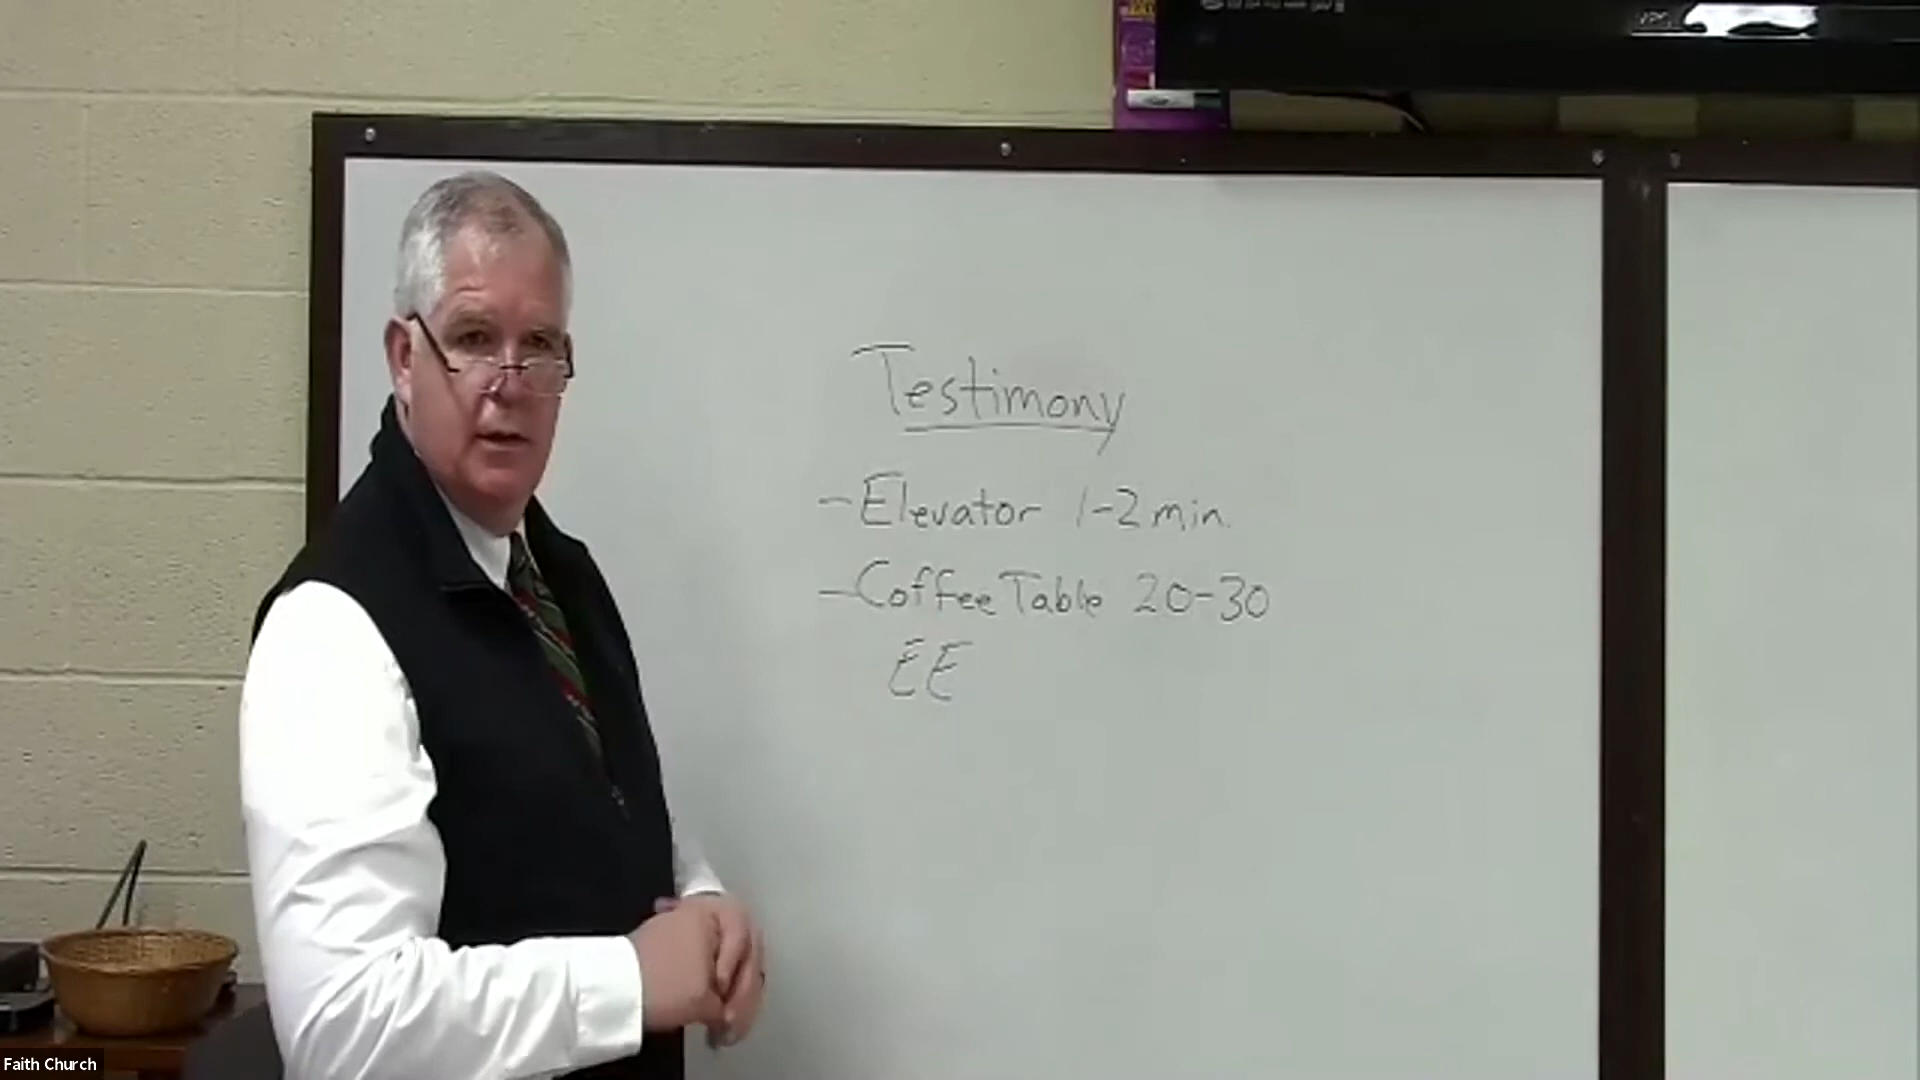 Testimony
- Elevator 1-2 min.
- Coffee Table 20-30
EE
Faith Church